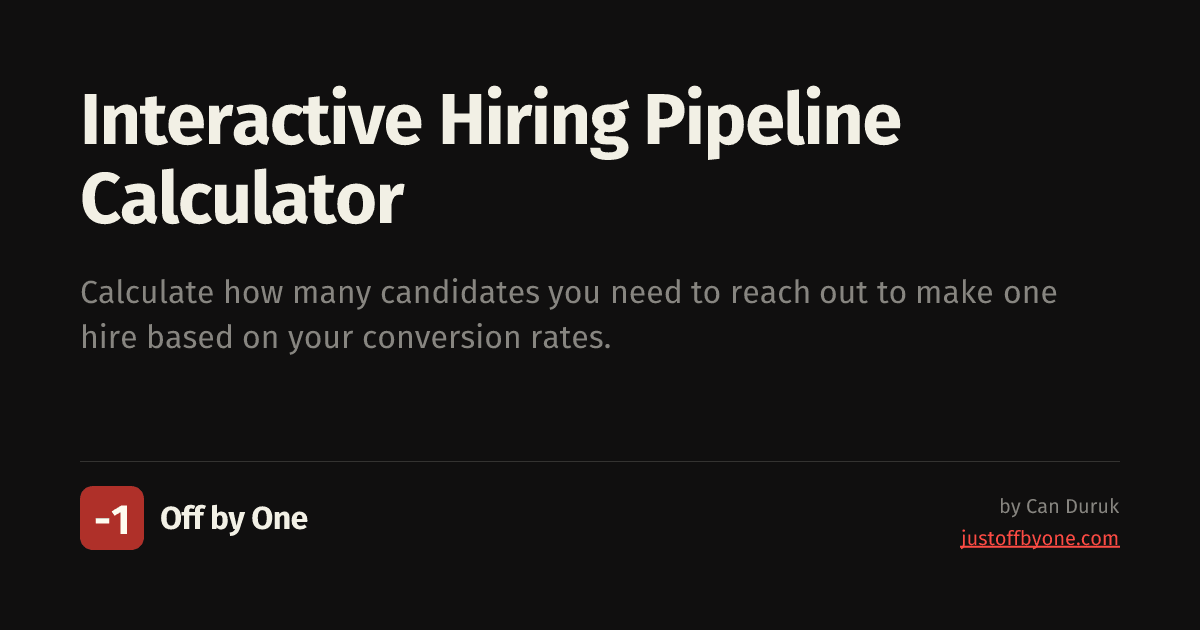 Interactive Hiring Pipeline
Calculator
Calculate how many candidates you need to reach out to make one
hire based on your conversion rates.
-1
Off by One
by Can Duruk
justoffbyone.com